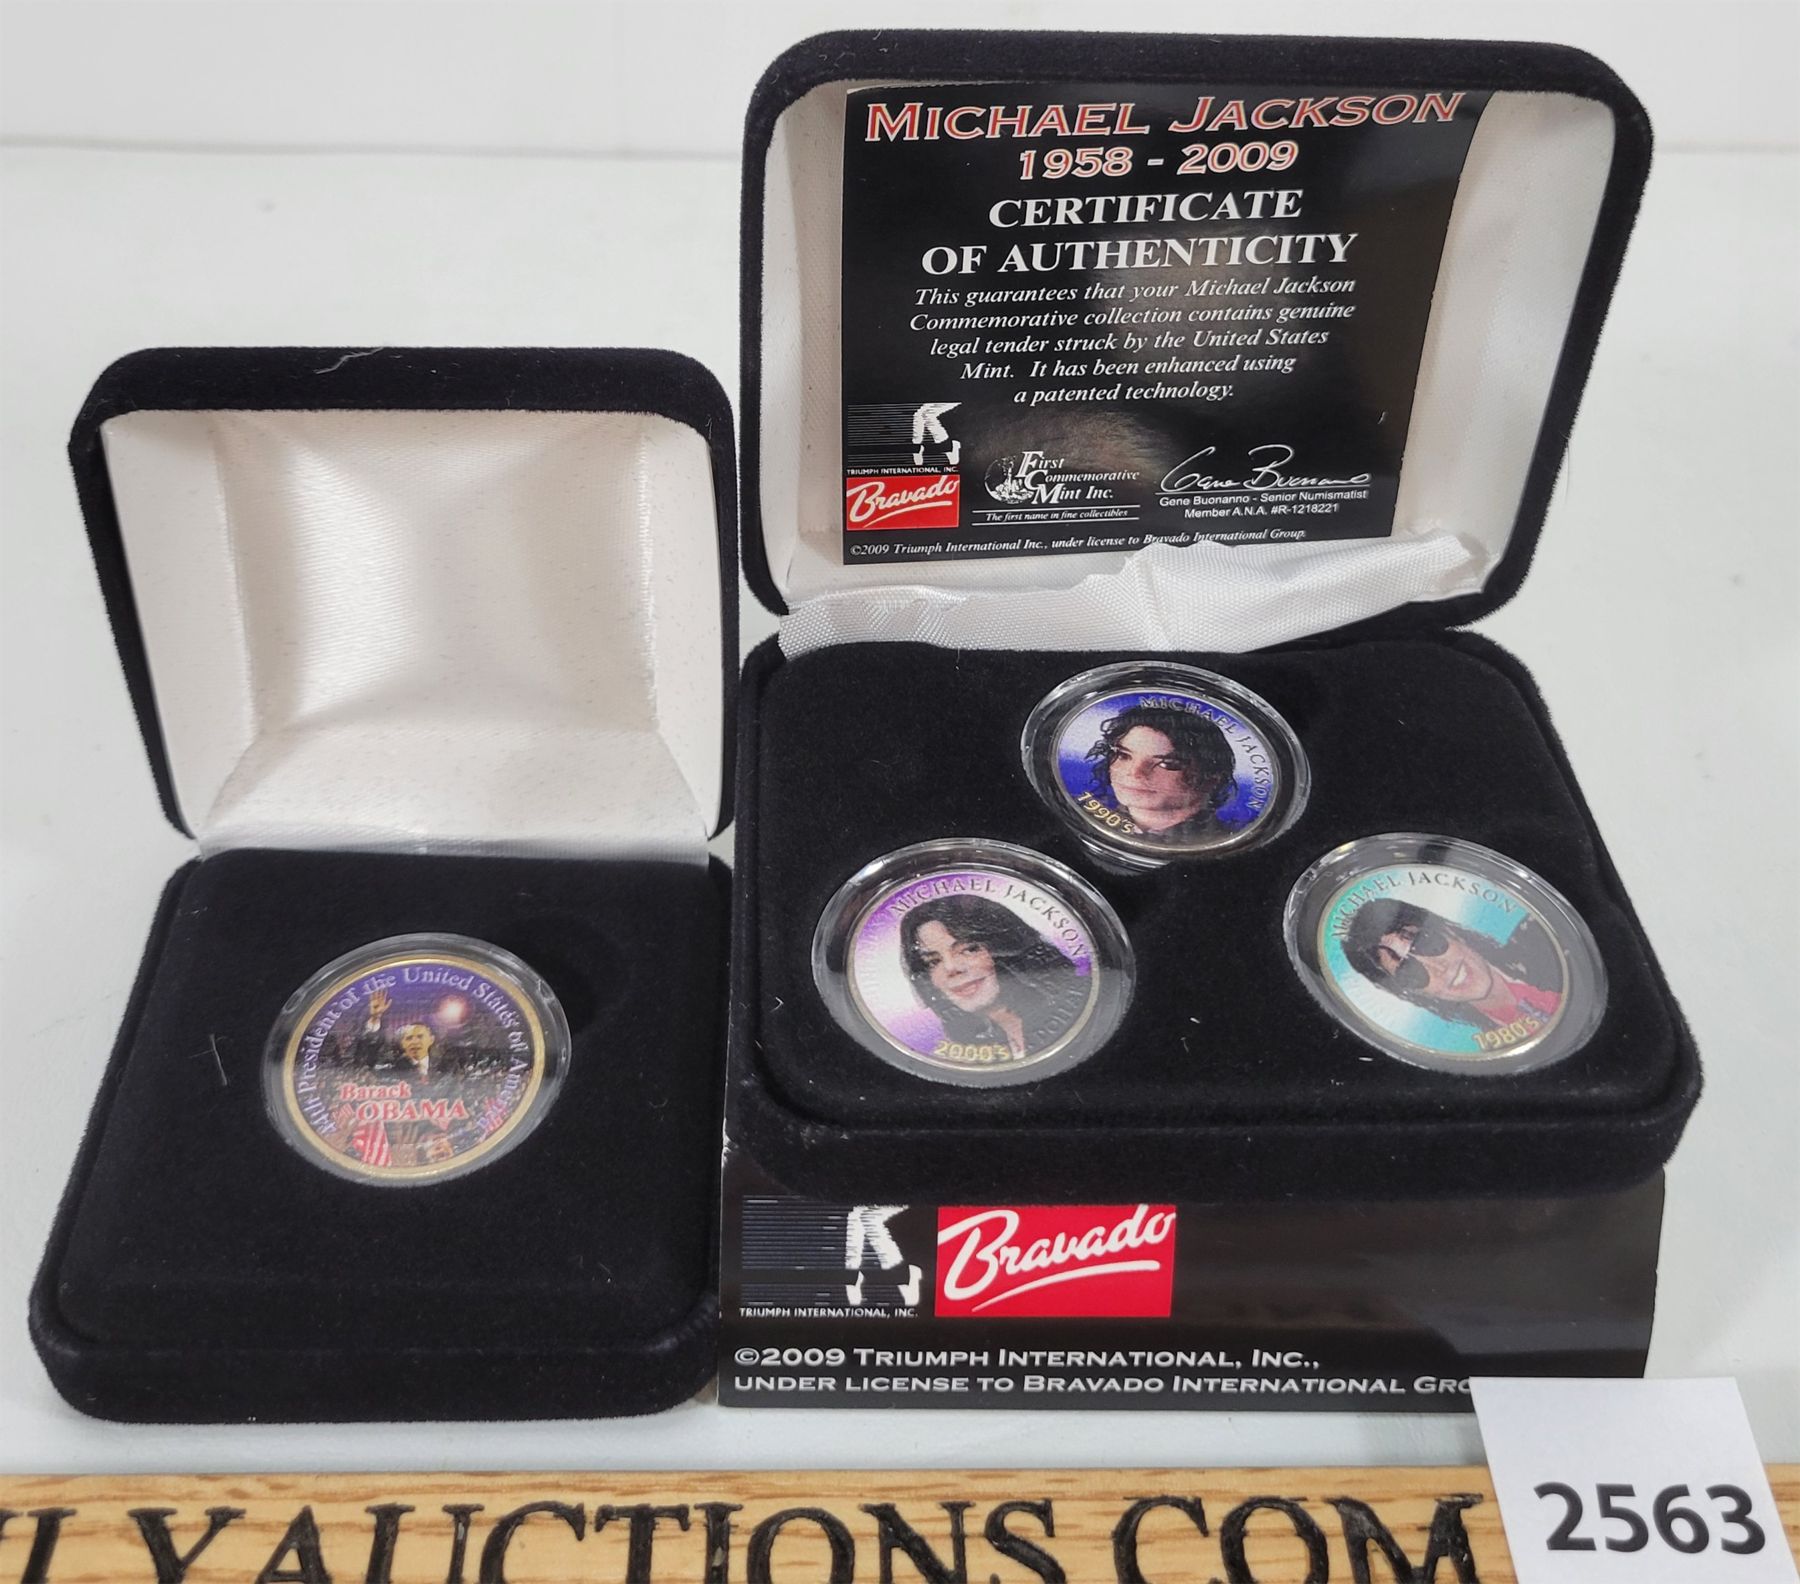 MICHAEL JACKSON
1958 - 2009
CERTIFICATE
OF AUTHENTICITY
This guarantees that your Michael Jackson
Commemorative collection contains genuine
legal tender struck by the United States
Mint. It has been enhanced using
a patented technology.
TRIUMPH INTERNATIONAL, INC.
Bravado
First
Commemorative
Mint Inc.
The first name in fine collectibles
Gene Buonanno
Gene Buonanno - Senior Numismatist
Member A.N.A. #R-1218221
©2009 Triumph International Inc., under license to Bravado International Group.
MICHAEL JACKSON
1990's
MICHAEL JACKSON
2000's
MICHAEL JACKSON
1980's
44th President of the United States of America
Barack
OBAMA
TRIUMPH INTERNATIONAL, INC.
Bravado
©2009 TRIUMPH INTERNATIONAL, INC.,
UNDER LICENSE TO BRAVADO INTERNATIONAL GRO
LYAUCTIONS.COM
2563